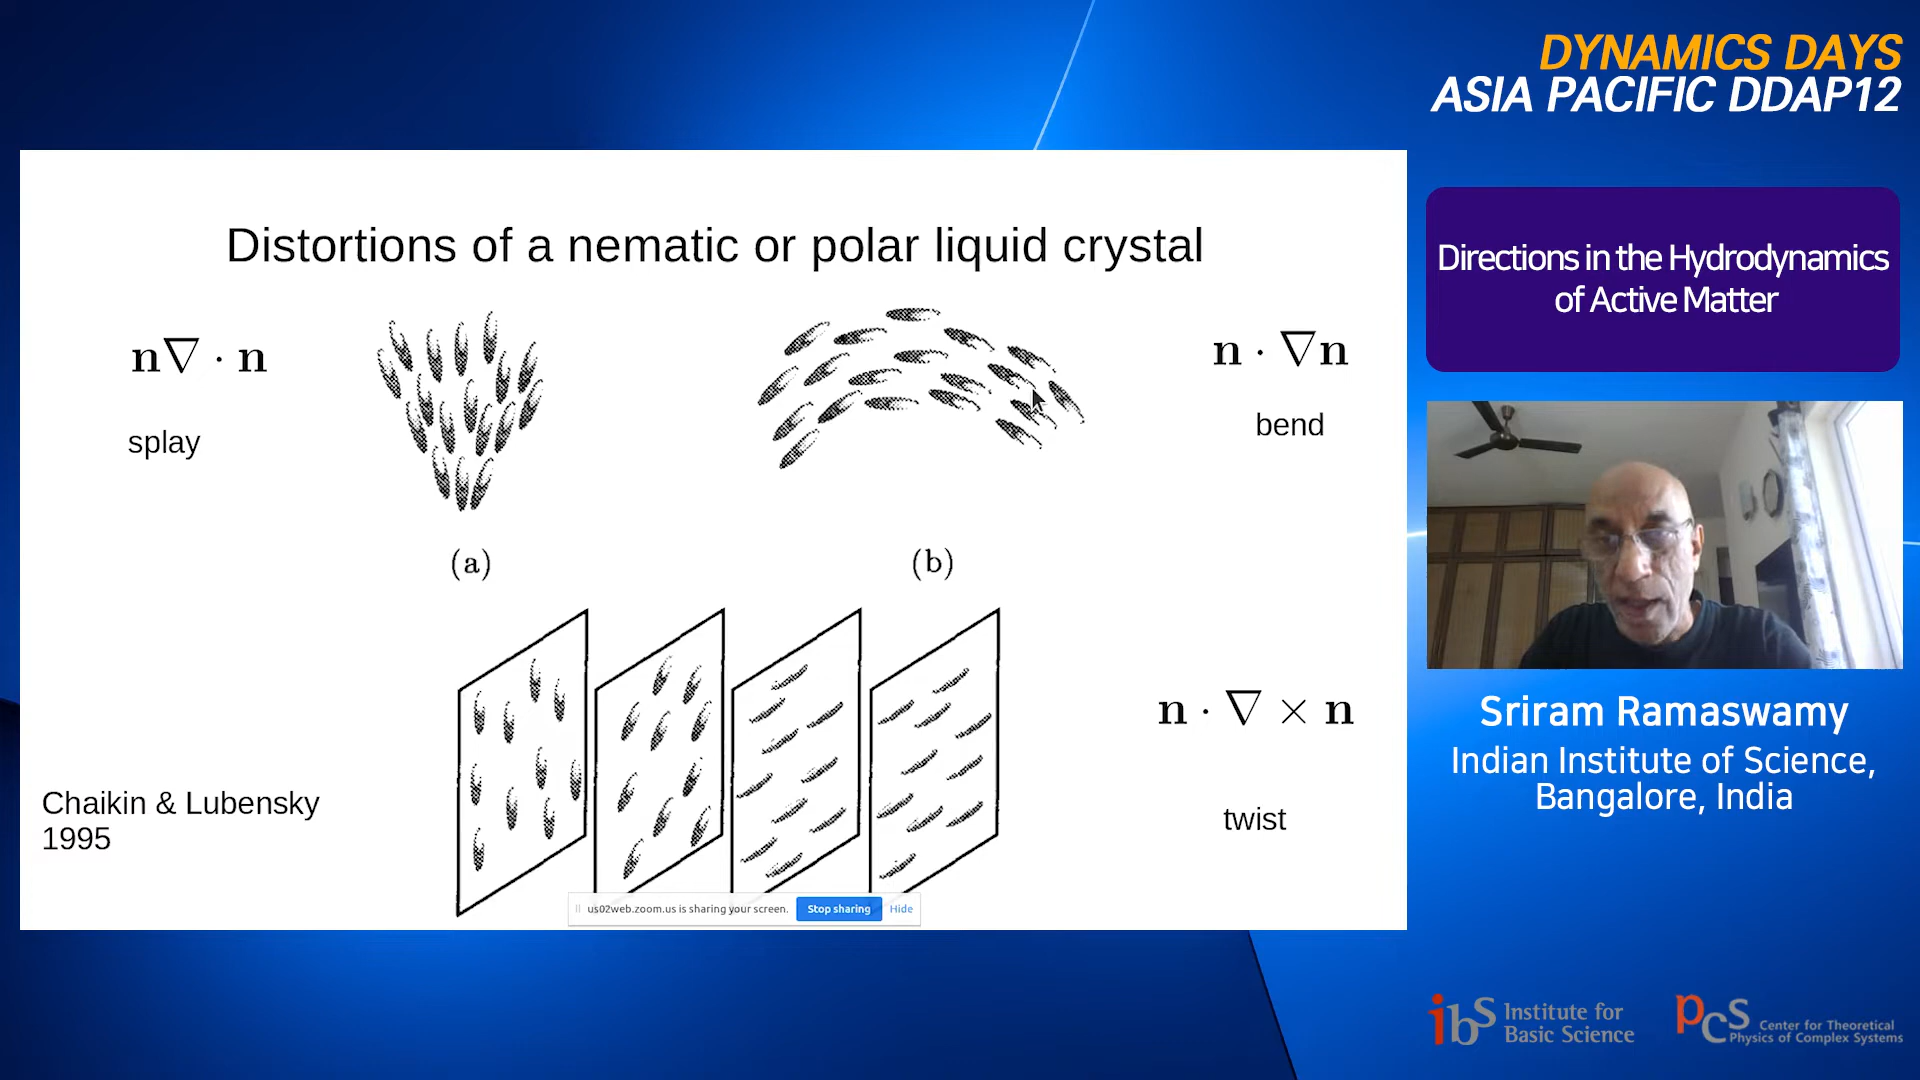 DYNAMICS DAYS
ASIA PACIFIC DDAP12
Distortions of a nematic or polar liquid crystal
n∇ · n
splay
n · ∇n
bend
(a)
(b)
n · ∇ × n
twist
Chaikin & Lubensky
1995
us02web.zoom.us is sharing your screen.
Stop sharing
Hide
Directions in the Hydrodynamics
of Active Matter
Sriram Ramaswamy
Indian Institute of Science,
Bangalore, India
ibs Institute for
Basic Science
pcs Center for Theoretical
Physics of Complex Systems